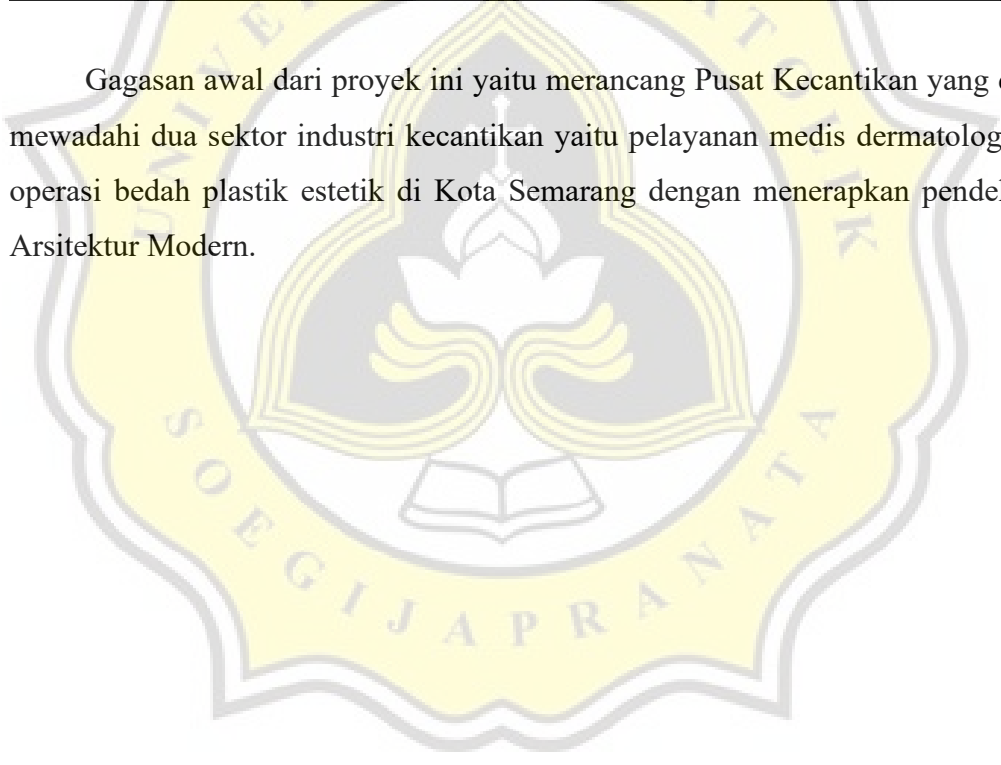 Gagasan awal dari proyek ini yaitu merancang Pusat Kecantikan yang
mewadahi dua sektor industri kecantikan yaitu pelayanan medis dermatolog
operasi bedah plastik estetik di Kota Semarang dengan menerapkan
Arsitektur Modern.
SOEGIJAPRANATA